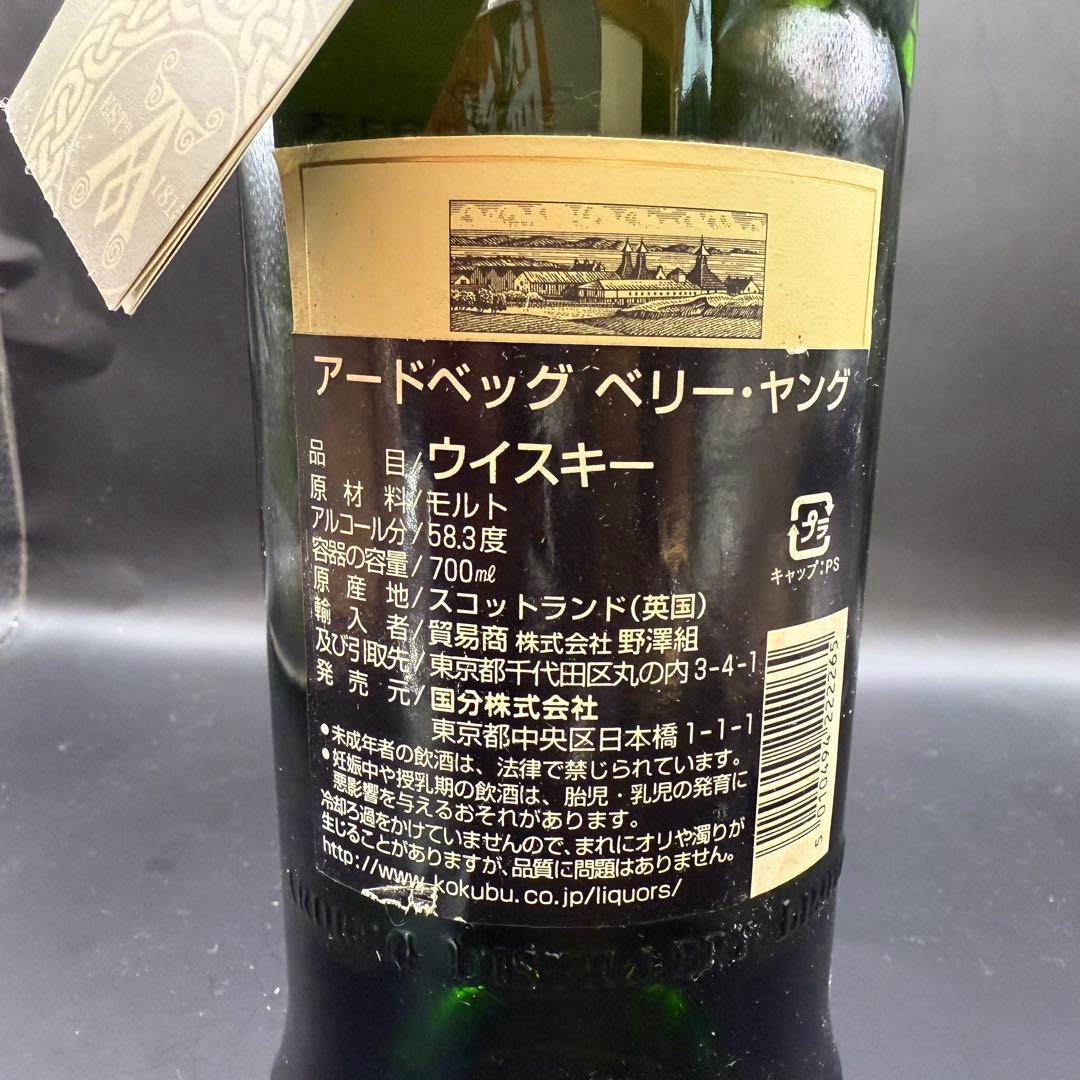 ESTD
181
アードベッグ ベリー・ヤング
品目/ウイスキー
原材料/モルト
アルコール分/58.3度
容器の容量/700㎖
原産地/スコットランド(英国)
輸入者/貿易商 株式会社 野澤組
及び引取先/東京都千代田区丸の内3-4-1
発売元/国分株式会社
東京都中央区日本橋1-1-1
プラ
キャップ:PS
●未成年者の飲酒は、法律で禁じられています。
●妊娠中や授乳期の飲酒は、胎児・乳児の発育に
悪影響を与えるおそれがあります。
冷却ろ過をかけていませんので、まれにオリや濁りが
生じることがありますが、品質に問題はありません。
http://www.kokubu.co.jp/liquors/
5 010494 222265